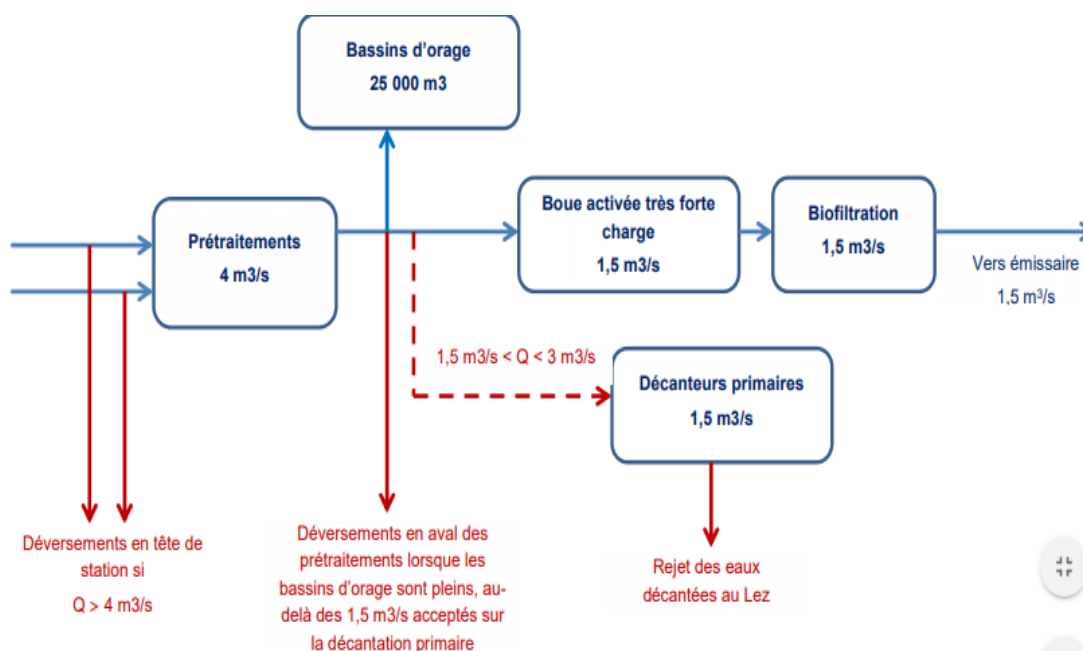 Bassins d'orage
25 000 m3
Prétraitements
4 m3/s
Boue activée très forte
charge
1,5 m3/s
Biofiltration
1,5 m3/s
Vers émissaire
1,5 m³/s
1,5 m3/s < Q < 3 m3/s
Décanteurs primaires
1,5 m3/s
Déversements en tête de
station si
Q > 4 m3/s
Déversements en aval des
prétraitements lorsque les
bassins d'orage sont pleins, au-
delà des 1,5 m3/s acceptés sur
la décantation primaire
Rejet des eaux
décantées au Lez